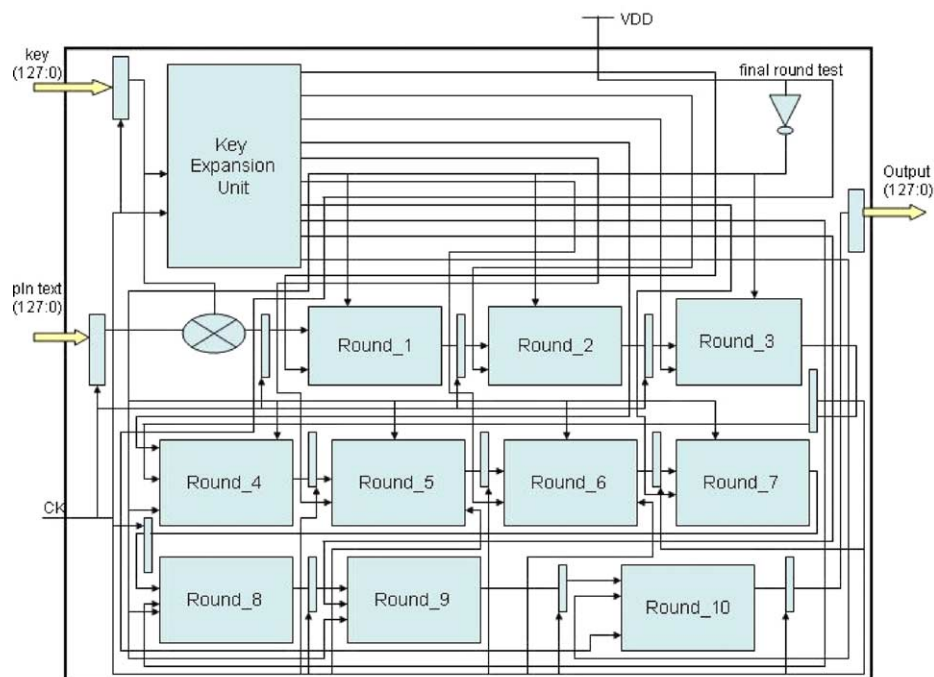 VDD
key
(127:0)
final round test
Key
Expansion
Unit
Output
(127:0)
pln text
(127:0)
Round_1
Round_2
Round_3
Round_4
Round_5
Round_6
Round_7
CK
Round_8
Round_9
Round_10